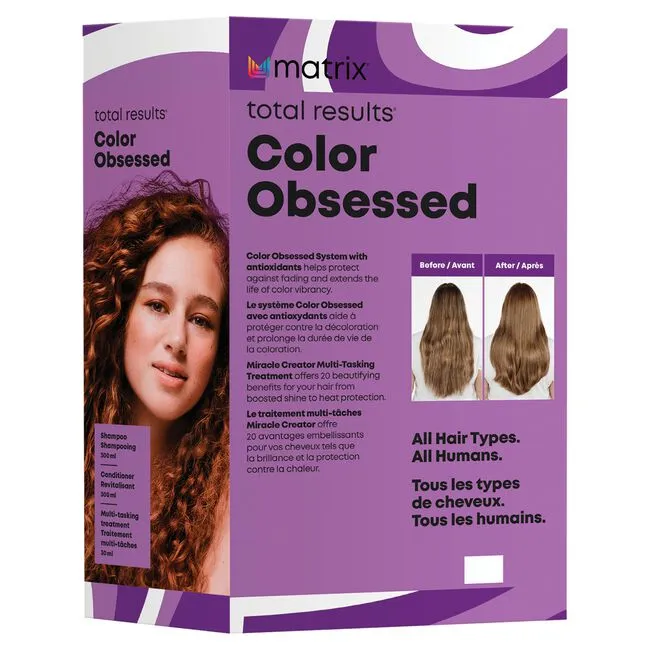 total results®
Color
Obsessed
Shampoo
Shampooing
300 ml
Conditioner
Revitalisant
300 ml
Multi-tasking
treatment
Traitement
multi-tâches
30 ml
matrix
total results®
Color
Obsessed
Color Obsessed System with
antioxidants helps protect
against fading and extends the
life of color vibrancy.
Le système Color Obsessed
avec antioxydants aide à
protéger contre la décoloration
et prolonge la durée de vie de
la coloration.
Miracle Creator Multi-Tasking
Treatment offers 20 beautifying
benefits for your hair from
boosted shine to heat protection.
Le traitement multi-tâches
Miracle Creator offre
20 avantages embellissants
pour vos cheveux tels que
la brillance et la protection
contre la chaleur.
Before / Avant
After / Après
All Hair Types.
All Humans.
Tous les types
de cheveux.
Tous les humains.